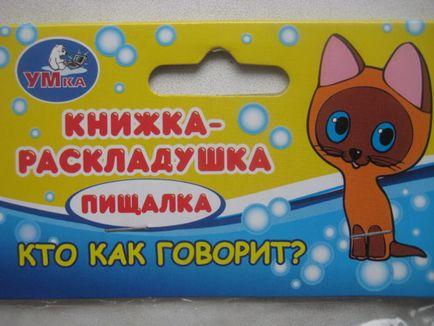 УМка
КНИЖКА-
РАСКЛАДУШКА
ПИЩАЛКА
КТО КАК ГОВОРИТ?